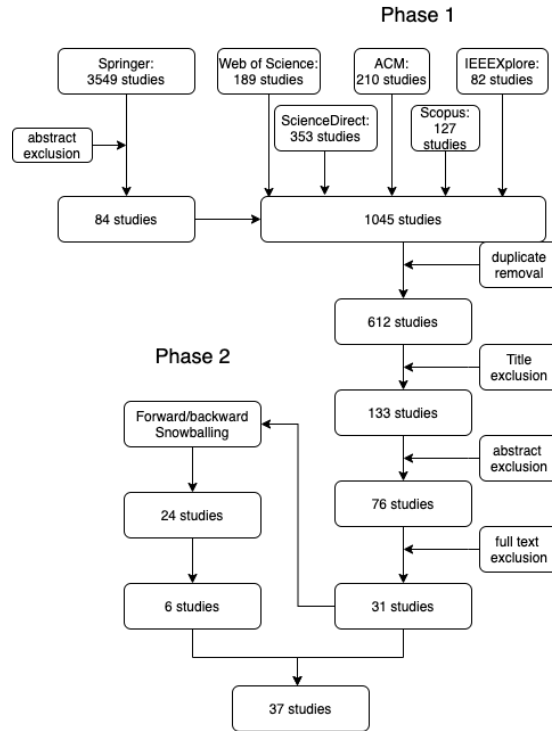 Phase 1
Springer:
3549 studies
Web of Science:
189 studies
ACM:
210 studies
IEEEXplore:
82 studies
ScienceDirect:
353 studies
Scopus:
127
studies
abstract
exclusion
84 studies
1045 studies
duplicate
removal
612 studies
Title
exclusion
133 studies
abstract
exclusion
76 studies
full text
exclusion
31 studies
Phase 2
Forward/backward
Snowballing
24 studies
6 studies
37 studies